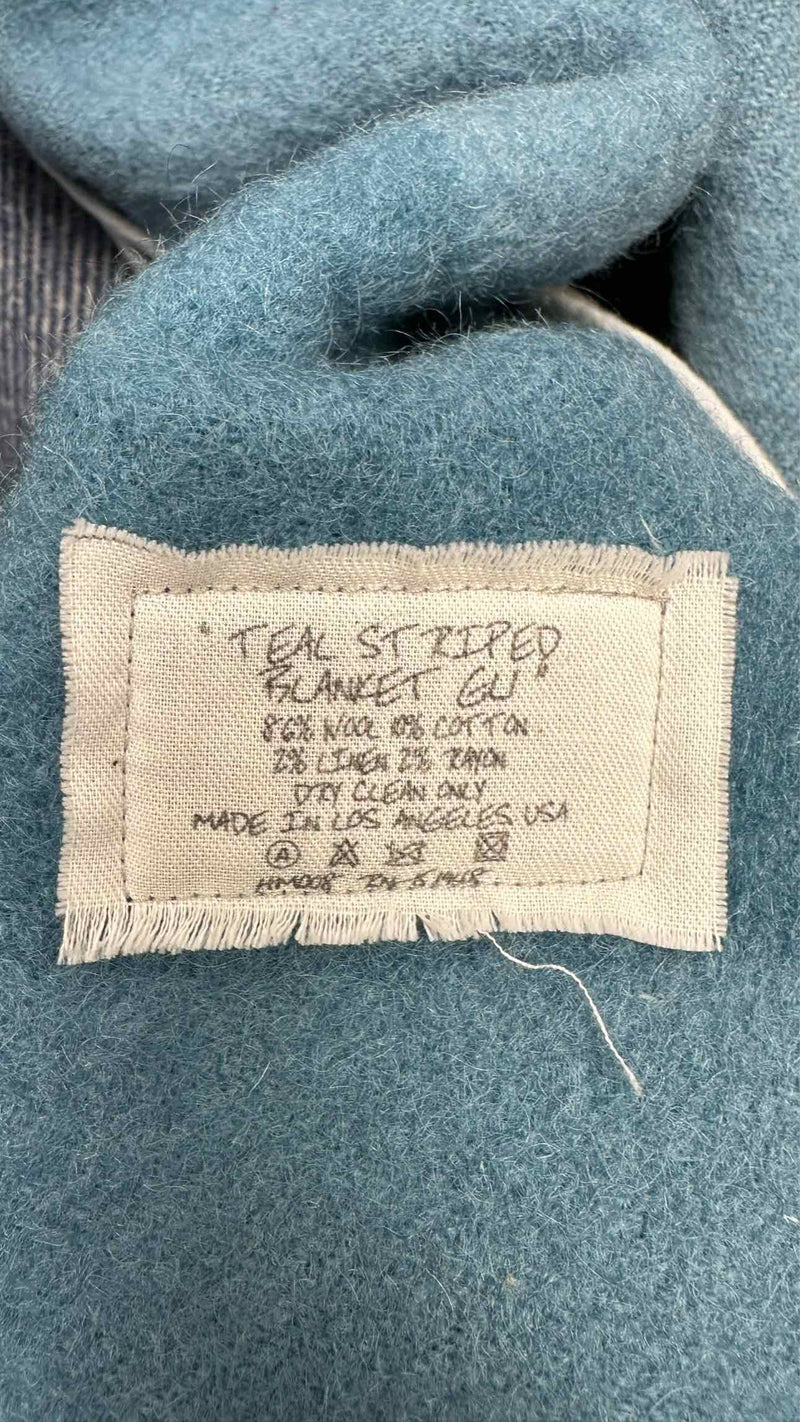 "TEAL STRIPED
BLANKET GU"
86% WOOL 10% COTTON
2% LINEN 2% RAYON
DRY CLEAN ONLY
MADE IN LOS ANGELES USA
A
HM008